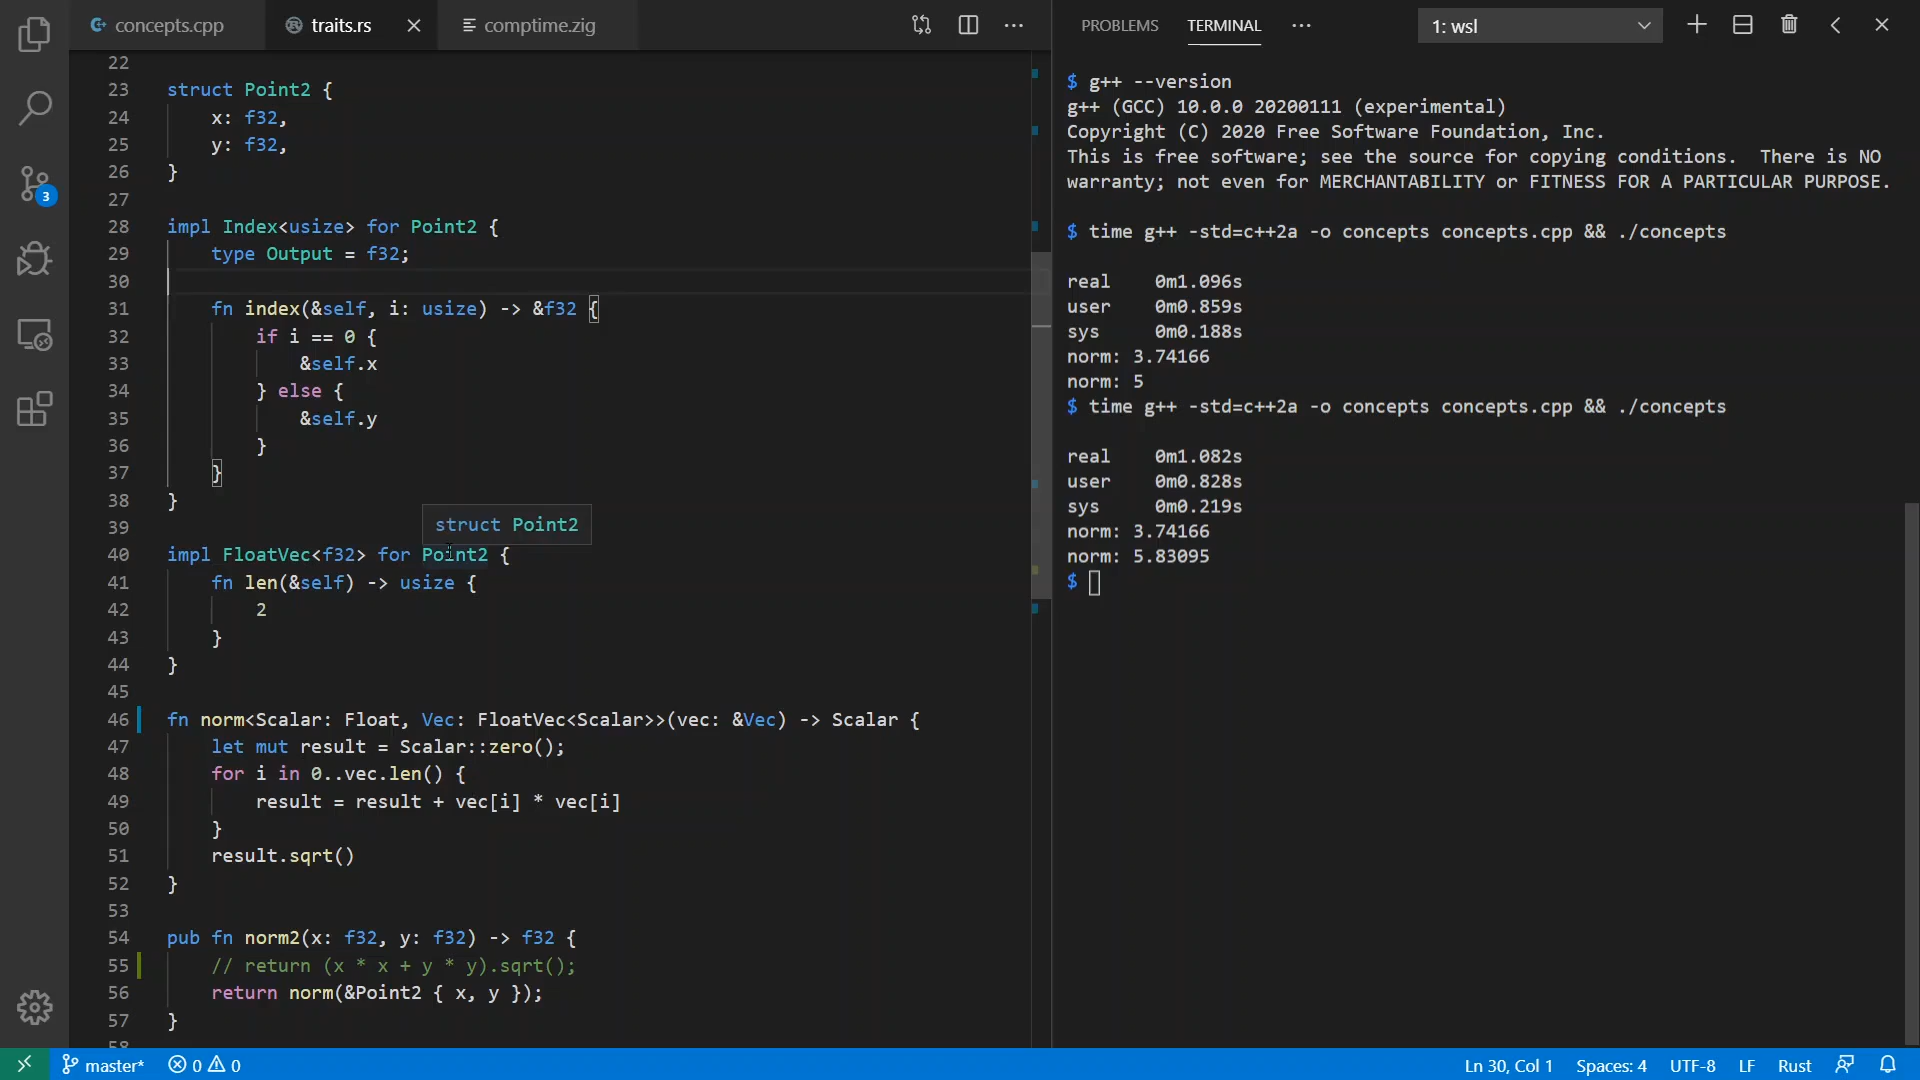 concepts.cpp
traits.rs
comptime.zig
22
23 struct Point2 {
24 x: f32,
25 y: f32,
26 }
27
28 impl Index<usize> for Point2 {
29 type Output = f32;
30
31 fn index(&self, i: usize) -> &f32 {
32 if i == 0 {
33 &self.x
34 } else {
35 &self.y
36 }
37 }
38 }
39
struct Point2
40 impl FloatVec<f32> for Point2 {
41 fn len(&self) -> usize {
42 2
43 }
44 }
45
46 fn norm<Scalar: Float, Vec: FloatVec<Scalar>>(vec: &Vec) -> Scalar {
47 let mut result = Scalar::zero();
48 for i in 0..vec.len() {
49 result = result + vec[i] * vec[i]
50 }
51 result.sqrt()
52 }
53
54 pub fn norm2(x: f32, y: f32) -> f32 {
55 // return (x * x + y * y).sqrt();
56 return norm(&Point2 { x, y });
57 }
58
PROBLEMS TERMINAL ···
1: wsl
$ g++ --version
g++ (GCC) 10.0.0 20200111 (experimental)
Copyright (C) 2020 Free Software Foundation, Inc.
This is free software; see the source for copying conditions.  There is NO
warranty; not even for MERCHANTABILITY or FITNESS FOR A PARTICULAR PURPOSE.
$ time g++ -std=c++2a -o concepts concepts.cpp && ./concepts
real 0m1.096s
user 0m0.859s
sys 0m0.188s
norm: 3.74166
norm: 5
$ time g++ -std=c++2a -o concepts concepts.cpp && ./concepts
real 0m1.082s
user 0m0.828s
sys 0m0.219s
norm: 3.74166
norm: 5.83095
$
3
master* 0 0
Ln 30, Col 1 Spaces: 4 UTF-8 LF Rust